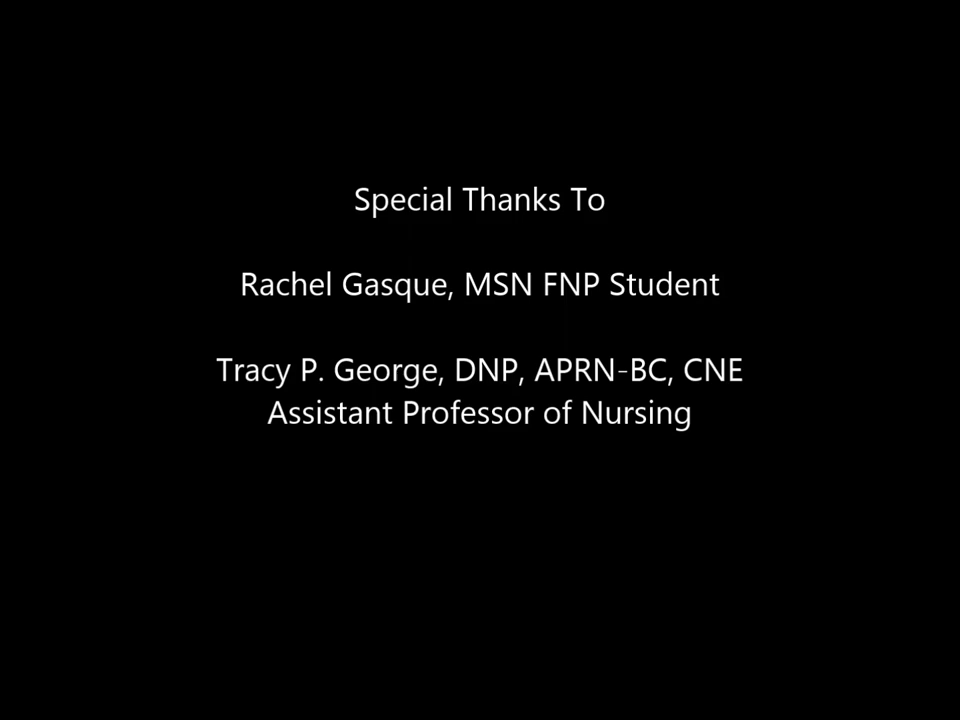 Special Thanks To
Rachel Gasque, MSN FNP Student
Tracy P. George, DNP, APRN-BC, CNE
Assistant Professor of Nursing